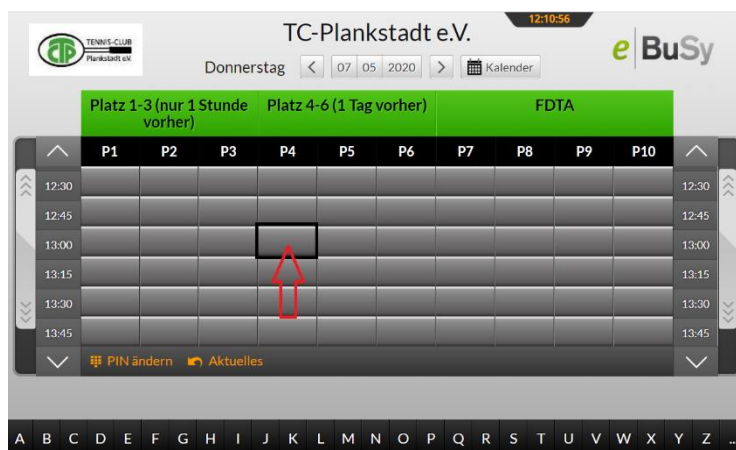 TENNIS-CLUB
Plankstadt e.V.
TC-Plankstadt e.V.
12:10:56
e BuSy
Donnerstag < 07 05 2020 > Kalender
Platz 1-3 (nur 1 Stunde
vorher)
Platz 4-6 (1 Tag vorher)
FDTA
P1 P2 P3 P4 P5 P6 P7 P8 P9 P10
12:30 12:30
12:45 12:45
13:00 13:00
13:15 13:15
13:30 13:30
13:45 13:45
PIN ändern Aktuelles
A B C D E F G H I J K L M N O P Q R S T U V W X Y Z ...